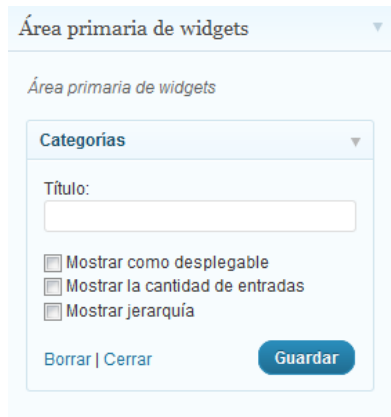 Área primaria de widgets
Área primaria de widgets
Categorías
Título:
Mostrar como desplegable
Mostrar la cantidad de entradas
Mostrar jerarquía
Borrar | Cerrar Guardar